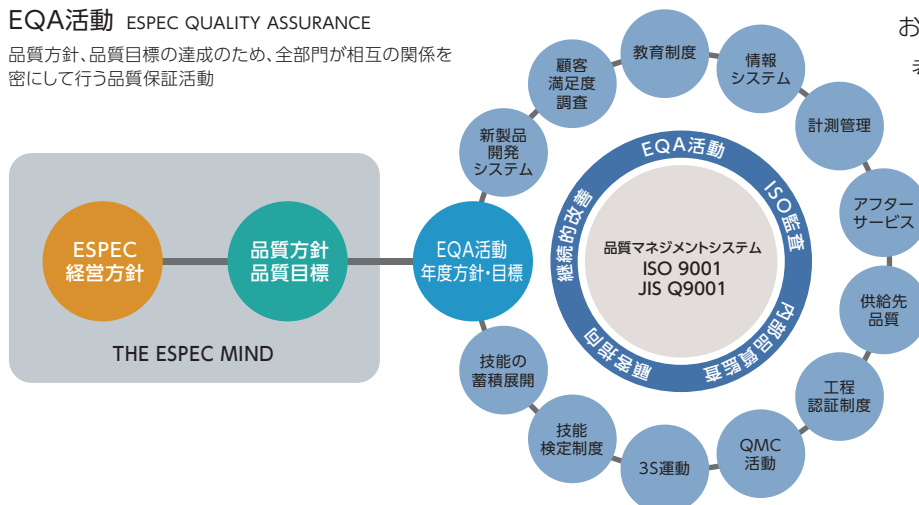 EQA活動 ESPEC QUALITY ASSURANCE
品質方針、品質目標の達成のため、全部門が相互の関係を
密にして行う品質保証活動
お
ESPEC
経営方針
品質方針
品質目標
THE ESPEC MIND
EQA活動
年度方針・目標
新製品
開発
システム
顧客
満足度
調査
教育制度
情報
システム
計測管理
アフター
サービス
供給先
品質
工程
認証制度
QMC
活動
3S運動
技能
検定制度
技能の
蓄積展開
EQA活動
ISO監査
内部品質監査
顧客指向
継続的改善
品質マネジメントシステム
ISO 9001
JIS Q9001